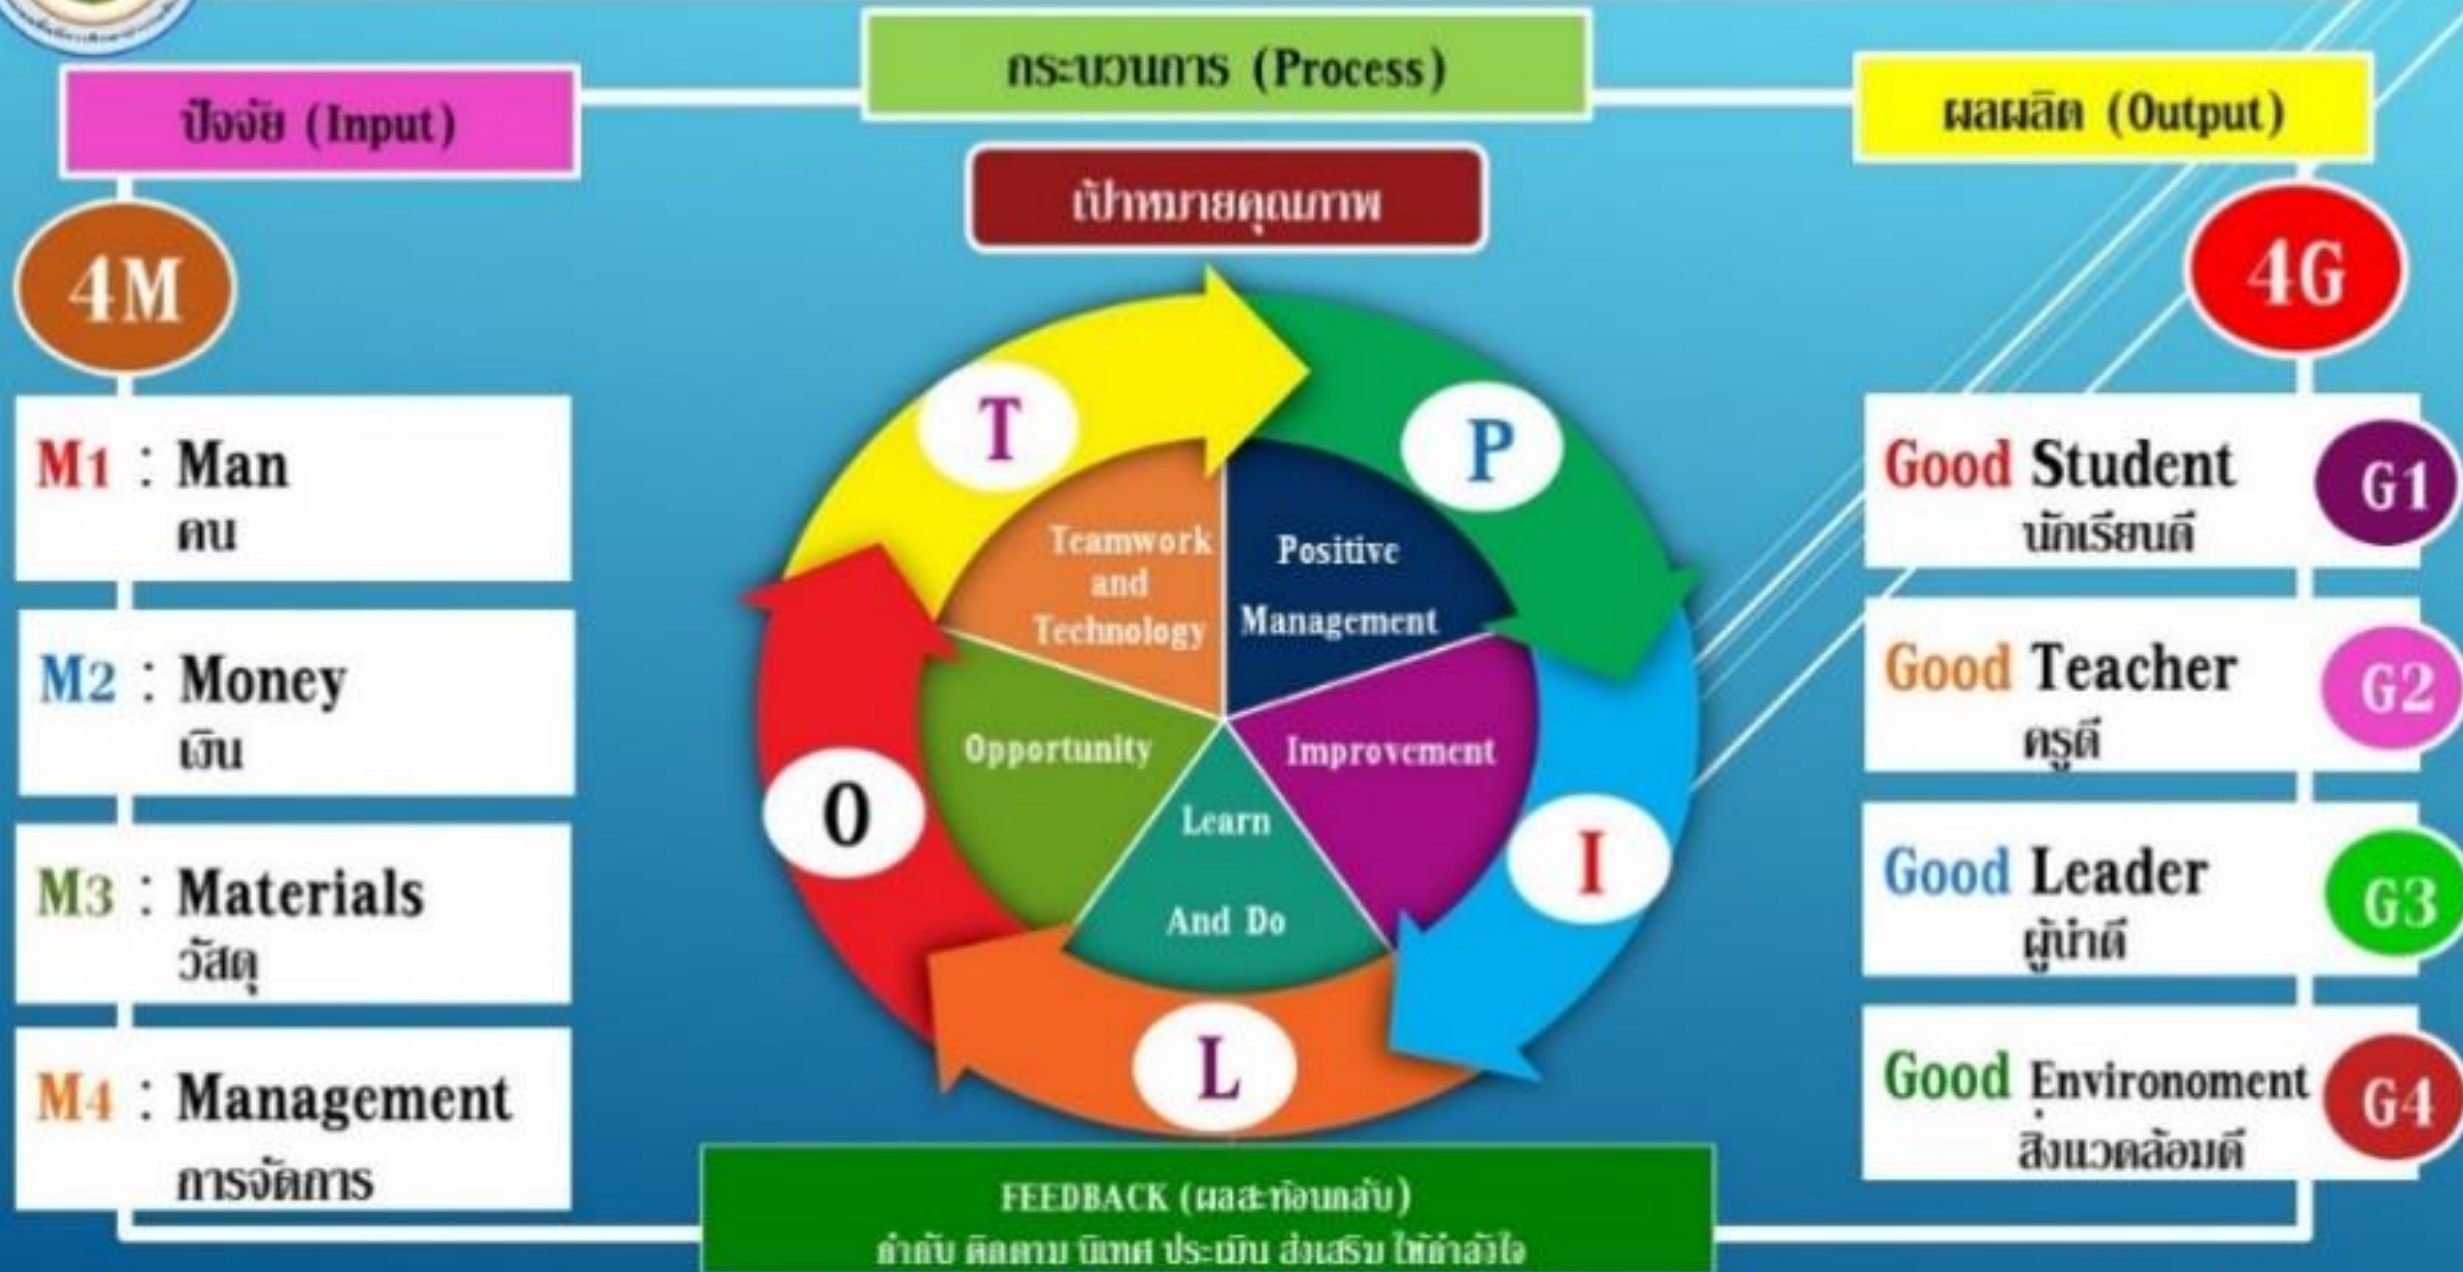 ปัจจัย (Input)
4M
M1 : Man
คน
M2 : Money
เงิน
M3 : Materials
วัสดุ
M4 : Management
การจัดการ
กระบวนการ (Process)
เป้าหมายคุณภาพ
T
P
I
L
O
Teamwork
and
Technology
Positive
Management
Improvement
Learn
And Do
Opportunity
FEEDBACK (ผลสะท้อนกลับ)
กำกับ ติดตาม นิเทศ ประเมิน ส่งเสริม ให้กำลังใจ
ผลผลิต (Output)
4G
Good Student G1
นักเรียนดี
Good Teacher G2
ครูดี
Good Leader G3
ผู้นำดี
Good Environoment G4
สิ่งแวดล้อมดี